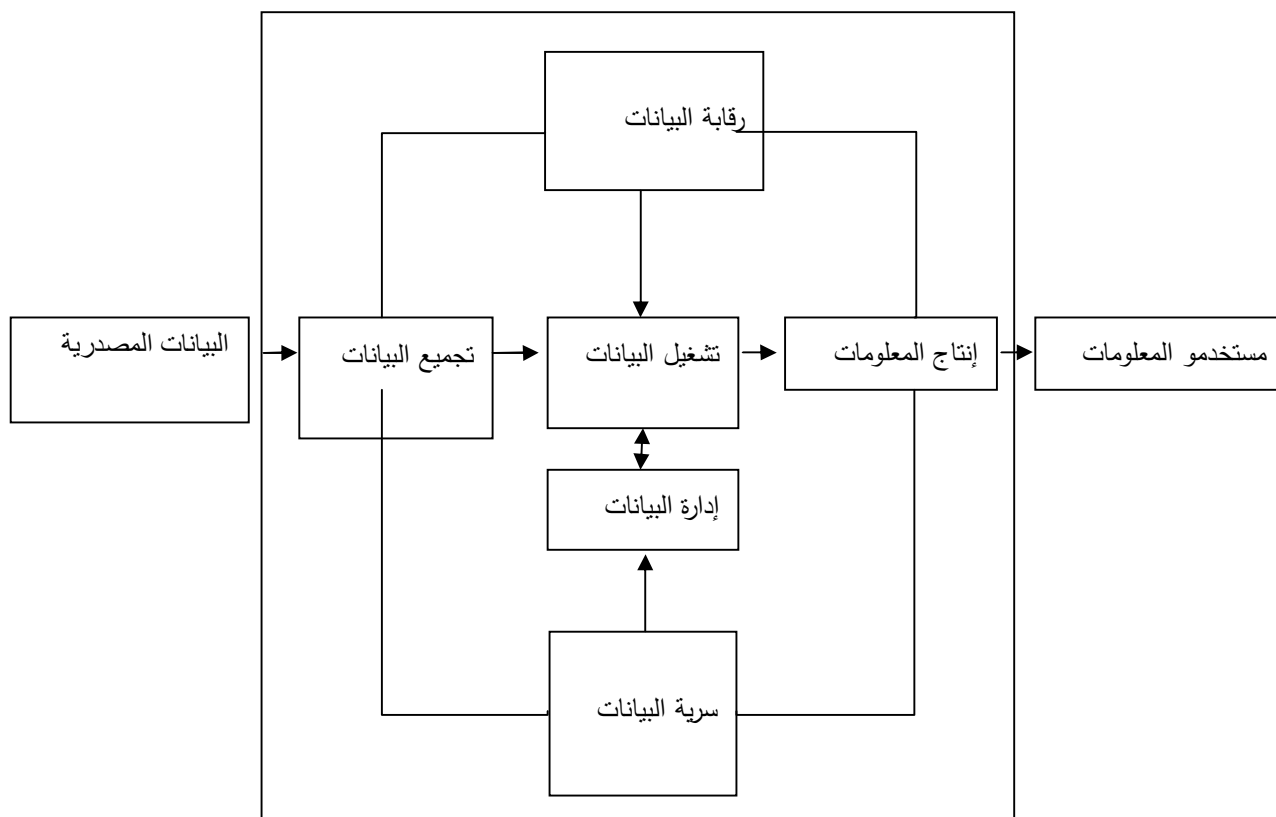 رقابة البيانات
البيانات المصدرية
تجميع البيانات
تشغيل البيانات
إنتاج المعلومات
مستخدمو المعلومات
إدارة البيانات
سرية البيانات